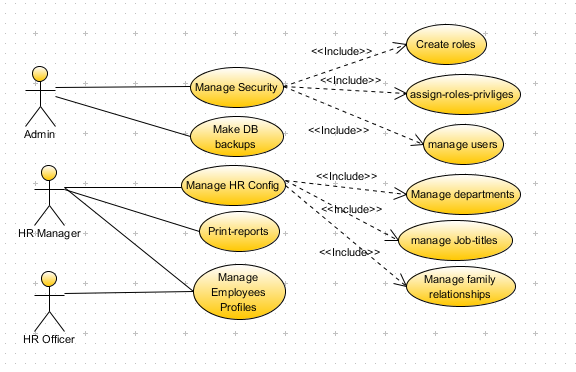 <<Include>>
Create roles
Manage Security
<<Include>>
assign-roles-privliges
Admin
Make DB
backups
<<Include>>
manage users
Manage HR Config
<<Include>>
Manage departments
HR Manager
Print-reports
<<Include>>
manage Job-titles
<<Include>>
Manage family
relationships
Manage
Employees
Profiles
HR Officer